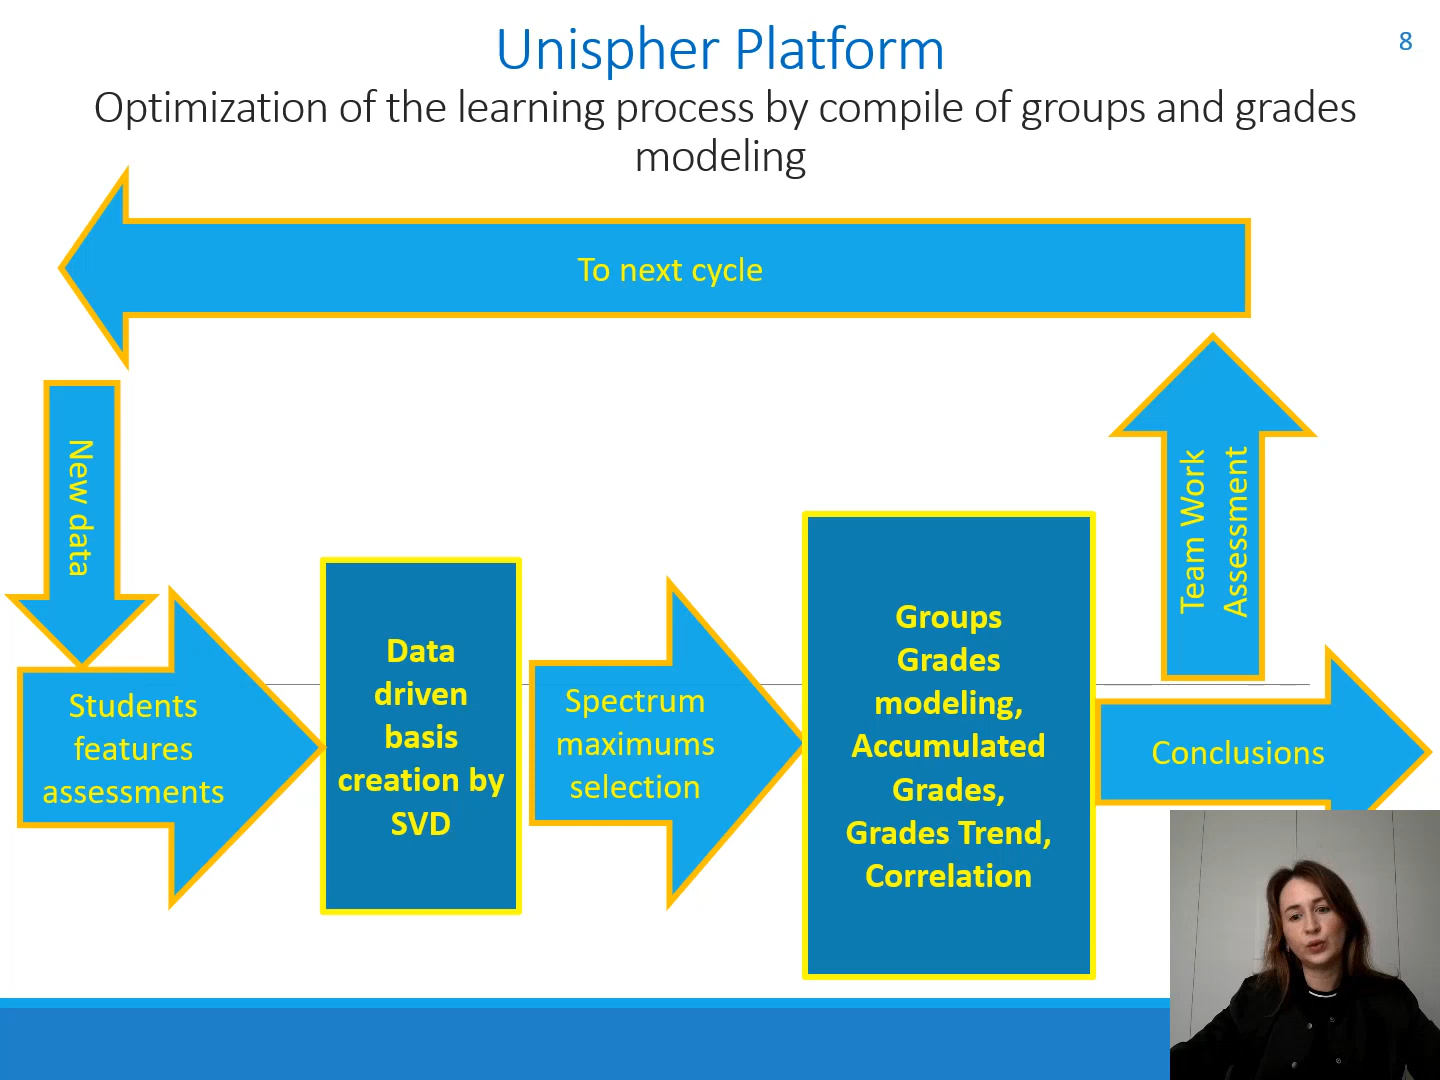 Unispher Platform
8
Optimization of the learning process by compile of groups and grades
modeling
To next cycle
New data
Team Work
Assessment
Students
features
assessments
Data
driven
basis
creation by
SVD
Spectrum
maximums
selection
Groups
Grades
modeling,
Accumulated
Grades,
Grades Trend,
Correlation
Conclusions